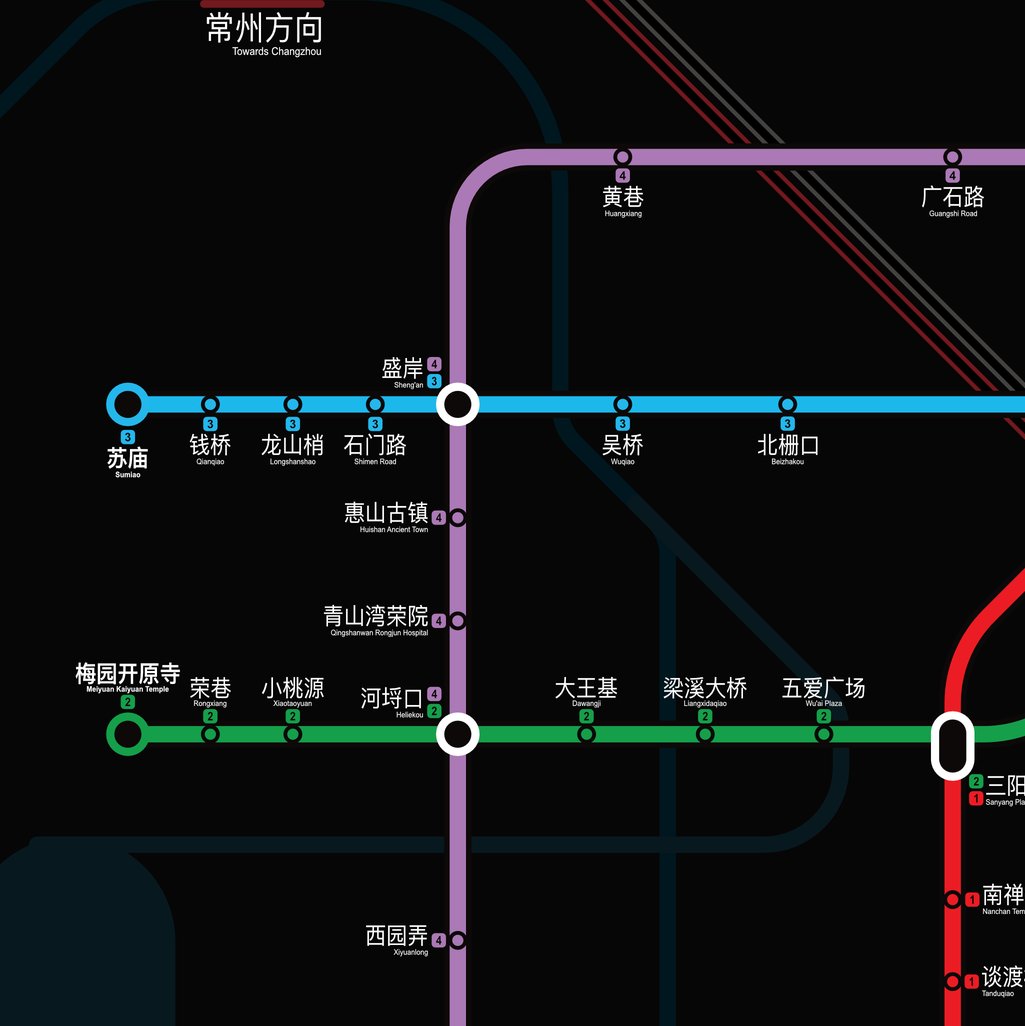 常州方向
Towards Changzhou
4
黄巷
Huangxiang
4
广石路
Guangshi Road
盛岸
Sheng'an
4
3
3
苏庙
Sumiao
3
钱桥
Qianqiao
3
龙山梢
Longshanshao
3
石门路
Shimen Road
3
吴桥
Wuqiao
3
北栅口
Beizhakou
惠山古镇
Huishan Ancient Town
4
青山湾荣院
Qingshanwan Rongjun Hospital
4
梅园开原寺
Meiyuan Kaiyuan Temple
2
荣巷
Rongxiang
2
小桃源
Xiaotaoyuan
2
河埒口
Heliekou
4
2
大王基
Dawangji
2
梁溪大桥
Liangxidaqiao
2
五爱广场
Wu'ai Plaza
2
2
1
三阳
Sanyang Pla
1
南禅
Nanchan Tem
西园弄
Xiyuanlong
4
1
谈渡
Tanduqiao